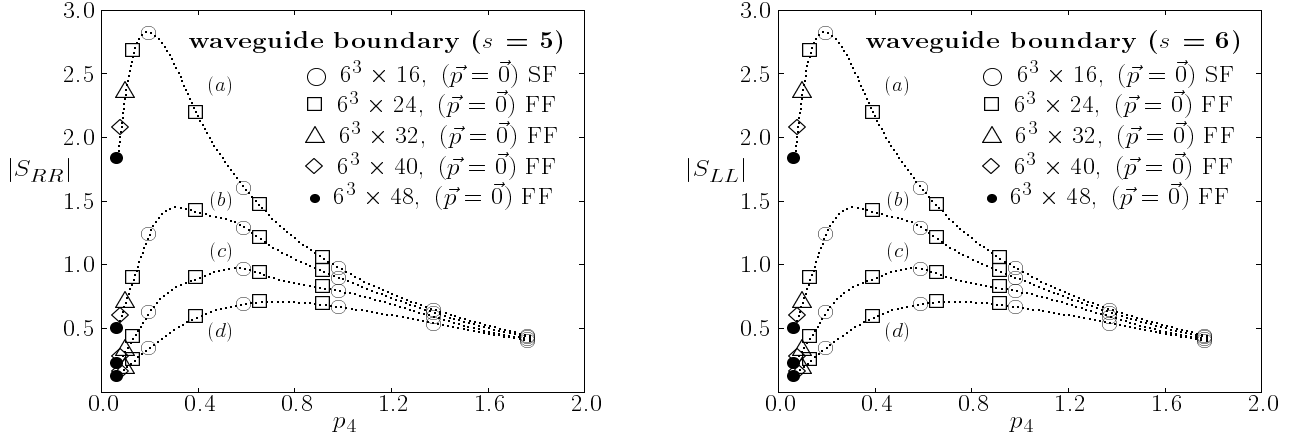 waveguide boundary (s = 5)
6³ × 16, (p⃗ = 0⃗) SF
6³ × 24, (p⃗ = 0⃗) FF
6³ × 32, (p⃗ = 0⃗) FF
6³ × 40, (p⃗ = 0⃗) FF
6³ × 48, (p⃗ = 0⃗) FF
(a)
(b)
(c)
(d)
|S_RR|
3.0
2.5
2.0
1.5
1.0
0.5
0.0 0.4 0.8 1.2 1.6 2.0
p₄
waveguide boundary (s = 6)
6³ × 16, (p⃗ = 0⃗) SF
6³ × 24, (p⃗ = 0⃗) FF
6³ × 32, (p⃗ = 0⃗) FF
6³ × 40, (p⃗ = 0⃗) FF
6³ × 48, (p⃗ = 0⃗) FF
(a)
(b)
(c)
(d)
|S_LL|
3.0
2.5
2.0
1.5
1.0
0.5
0.0 0.4 0.8 1.2 1.6 2.0
p₄